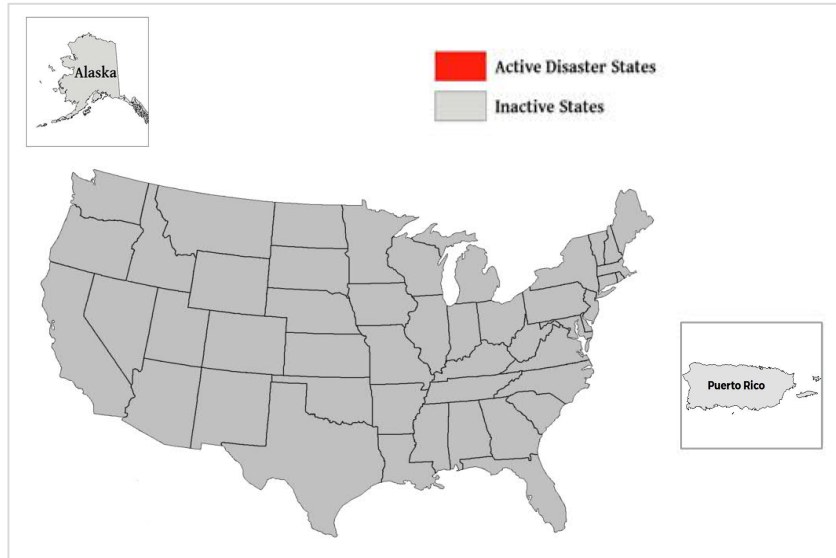 Alaska
Active Disaster States
Inactive States
Puerto Rico